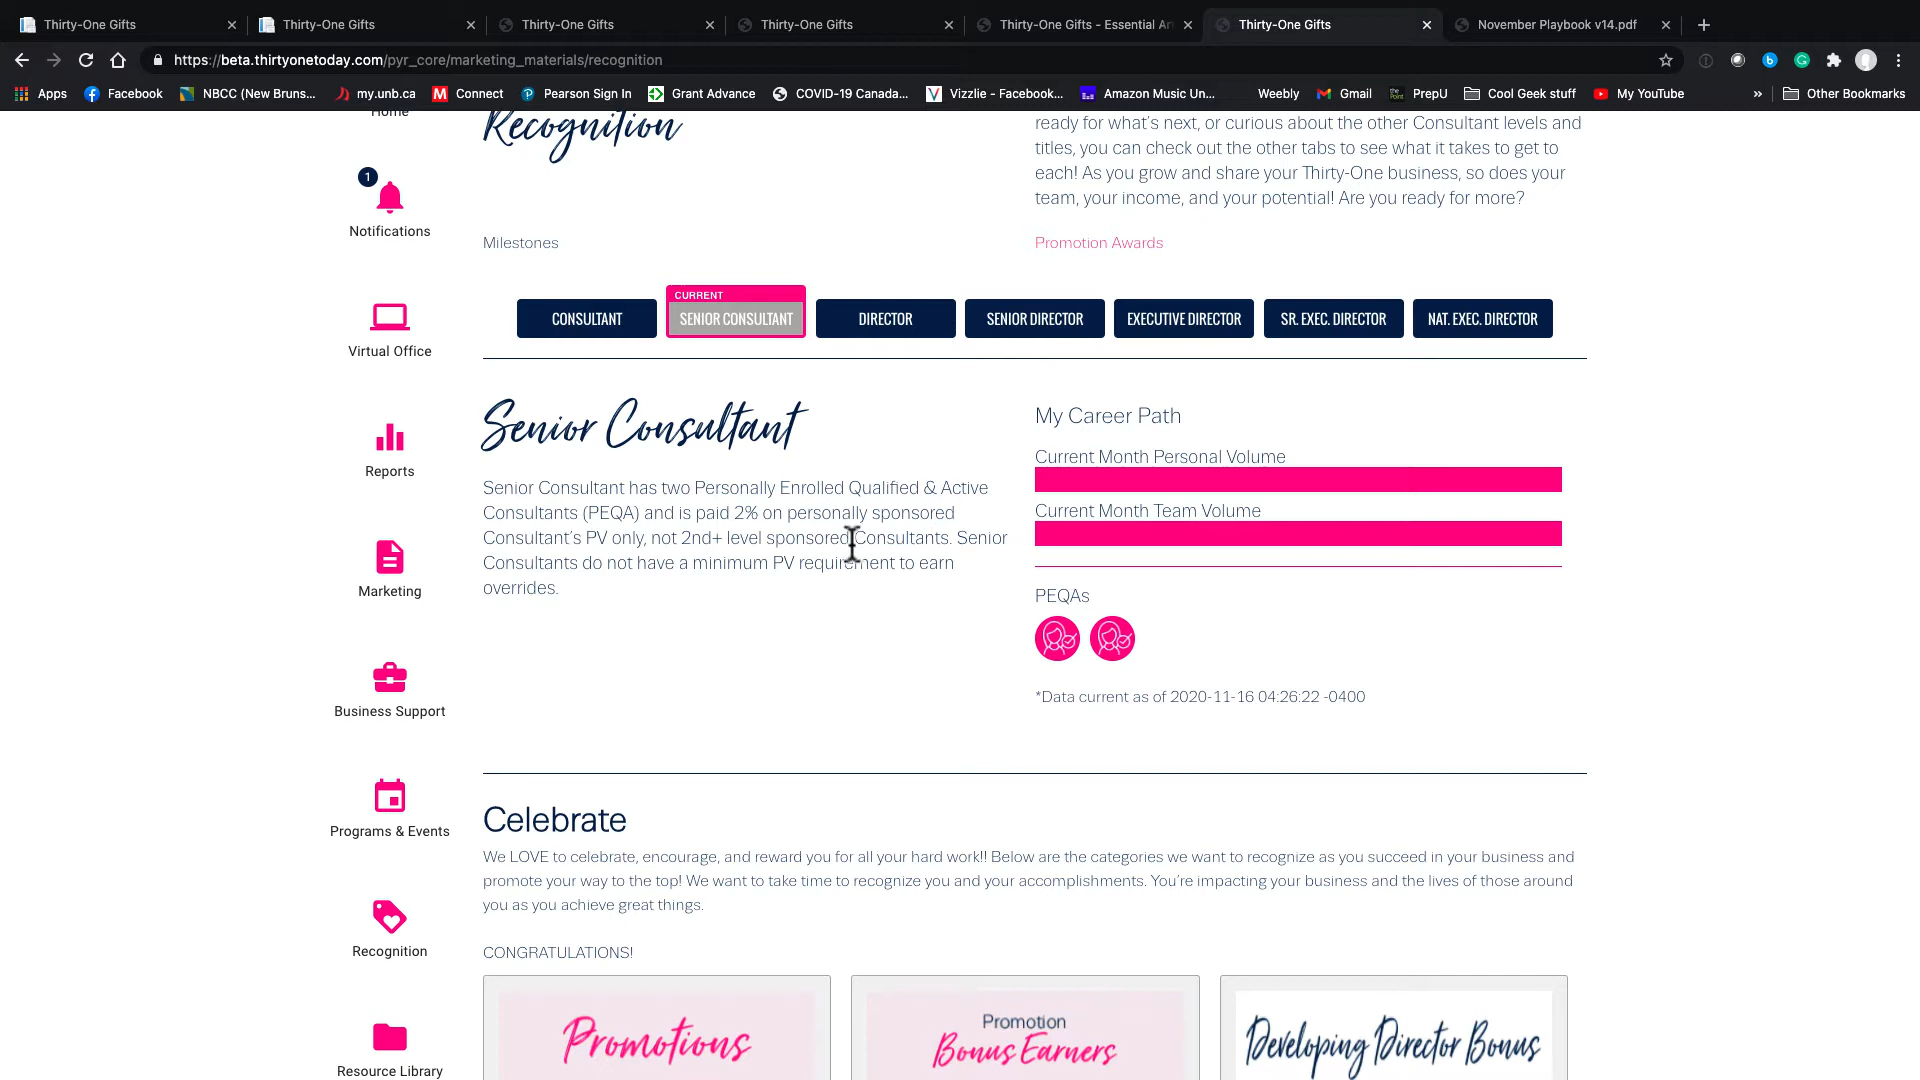 Thirty-One Gifts
Thirty-One Gifts
Thirty-One Gifts
Thirty-One Gifts
Thirty-One Gifts - Essential Ar
Thirty-One Gifts
November Playbook v14.pdf
https://beta.thirtyonetoday.com/pyr_core/marketing_materials/recognition
Apps
Facebook
NBCC (New Bruns...
my.unb.ca
Connect
Pearson Sign In
Grant Advance
COVID-19 Canada...
Vizzlie - Facebook...
Amazon Music Un...
Weebly
Gmail
PrepU
Cool Geek stuff
My YouTube
»
Other Bookmarks
Home
1
Notifications
Virtual Office
Reports
Marketing
Business Support
Programs & Events
Recognition
Resource Library
Recognition
ready for what's next, or curious about the other Consultant levels and
titles, you can check out the other tabs to see what it takes to get to
each! As you grow and share your Thirty-One business, so does your
team, your income, and your potential! Are you ready for more?
Milestones
Promotion Awards
CONSULTANT
CURRENT
SENIOR CONSULTANT
DIRECTOR
SENIOR DIRECTOR
EXECUTIVE DIRECTOR
SR. EXEC. DIRECTOR
NAT. EXEC. DIRECTOR
Senior Consultant
Senior Consultant has two Personally Enrolled Qualified & Active
Consultants (PEQA) and is paid 2% on personally sponsored
Consultant's PV only, not 2nd+ level sponsored Consultants. Senior
Consultants do not have a minimum PV requirement to earn
overrides.
My Career Path
Current Month Personal Volume
Current Month Team Volume
PEQAs
*Data current as of 2020-11-16 04:26:22 -0400
Celebrate
We LOVE to celebrate, encourage, and reward you for all your hard work!! Below are the categories we want to recognize as you succeed in your business and
promote your way to the top! We want to take time to recognize you and your accomplishments. You're impacting your business and the lives of those around
you as you achieve great things.
CONGRATULATIONS!
Promotions
Promotion
Bonus Earners
Developing Director Bonus